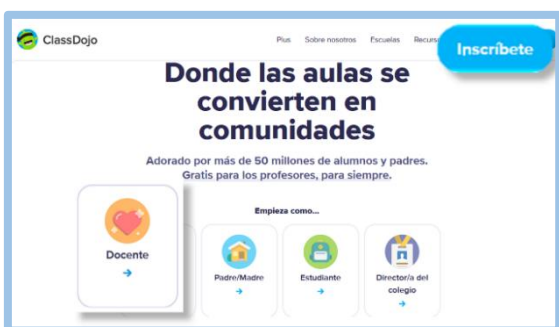 ClassDojo
Plus Sobre nosotros Escuelas
Inscríbete
Donde las aulas se
convierten en
comunidades
Adorado por más de 50 millones de alumnos y padres.
Gratis para los profesores, para siempre.
Empieza como...
Docente
Padre/Madre
Estudiante
Director/a del
colegio